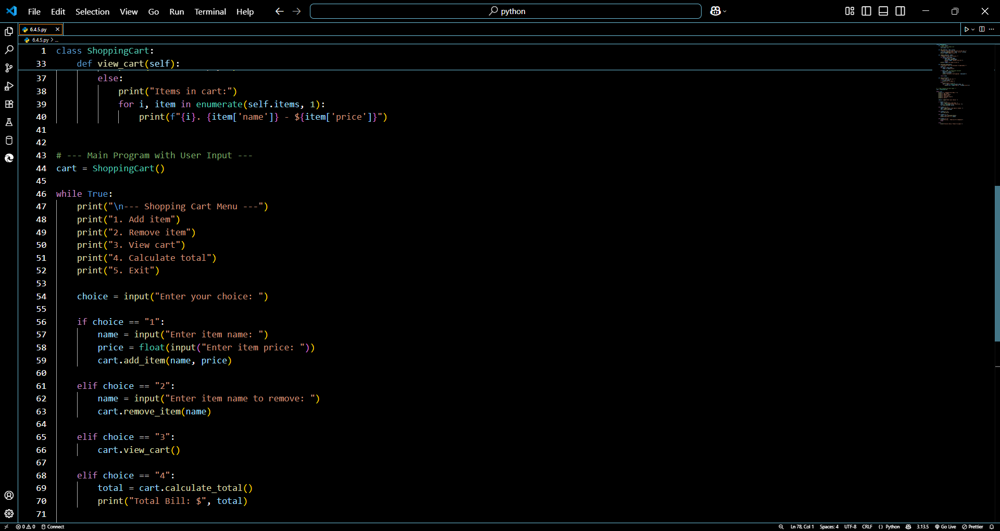 File Edit Selection View Go Run Terminal Help python
6.4.5.py
6.4.5.py > ...
1 class ShoppingCart:
33     def view_cart(self):
37         else:
38             print("Items in cart:")
39             for i, item in enumerate(self.items, 1):
40                 print(f"{i}. {item['name']} - ${item['price']}")
41
42
43 # --- Main Program with User Input ---
44 cart = ShoppingCart()
45
46 while True:
47     print("\n--- Shopping Cart Menu ---")
48     print("1. Add item")
49     print("2. Remove item")
50     print("3. View cart")
51     print("4. Calculate total")
52     print("5. Exit")
53
54     choice = input("Enter your choice: ")
55
56     if choice == "1":
57         name = input("Enter item name: ")
58         price = float(input("Enter item price: "))
59         cart.add_item(name, price)
60
61     elif choice == "2":
62         name = input("Enter item name to remove: ")
63         cart.remove_item(name)
64
65     elif choice == "3":
66         cart.view_cart()
67
68     elif choice == "4":
69         total = cart.calculate_total()
70         print("Total Bill: $", total)
71
0 0 Connect Ln 78, Col 1 Spaces: 4 UTF-8 CRLF Python 3.13.5 Go Live Prettier